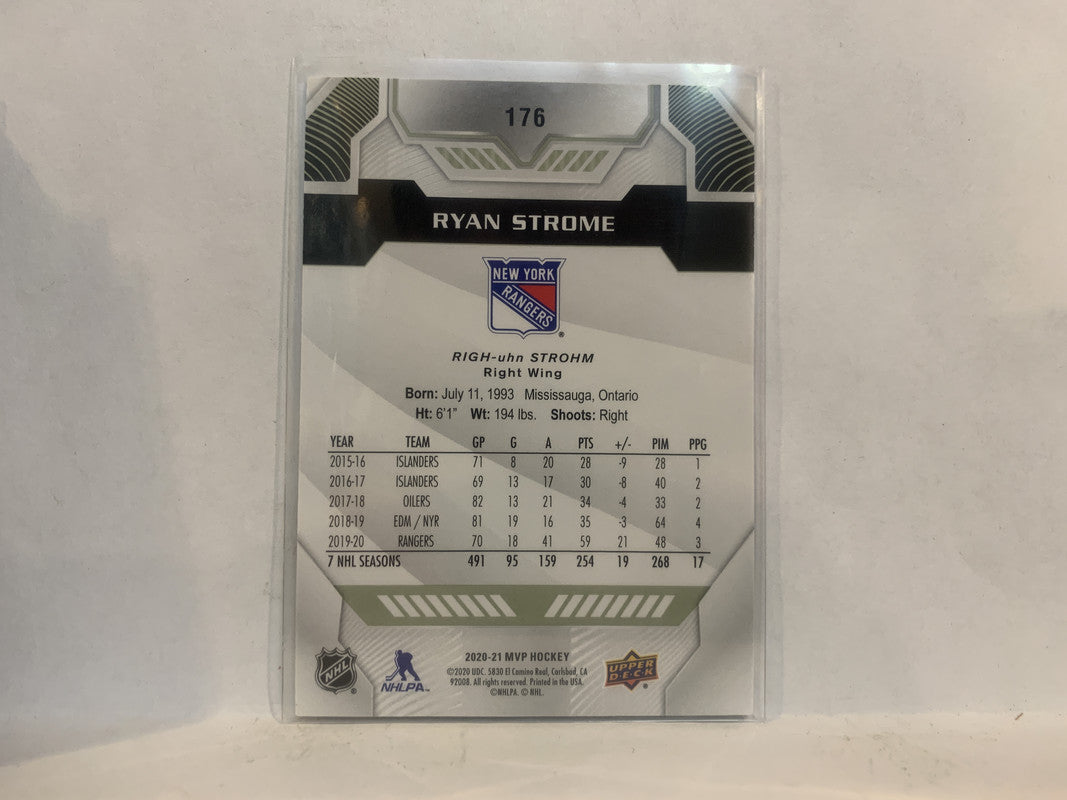 176
RYAN STROME
NEW YORK
RANGERS
®
RIGH-uhn STROHM
Right Wing
Born: July 11, 1993 Mississauga, Ontario
Ht: 6'1" Wt: 194 lbs. Shoots: Right
YEAR TEAM GP G A PTS +/- PIM PPG
2015-16 ISLANDERS 71 8 20 28 -9 28 1
2016-17 ISLANDERS 69 13 17 30 -8 40 2
2017-18 OILERS 82 13 21 34 -4 33 2
2018-19 EDM / NYR 81 19 16 35 -3 64 4
2019-20 RANGERS 70 18 41 59 21 48 3
7 NHL SEASONS 491 95 159 254 19 268 17
NHL ®
NHLPA™
2020-21 MVP HOCKEY
©2020 UDC. 5830 El Camino Real, Carlsbad, CA
92008. All rights reserved. Printed in the USA.
©NHLPA. © NHL.
UPPER
DECK ®